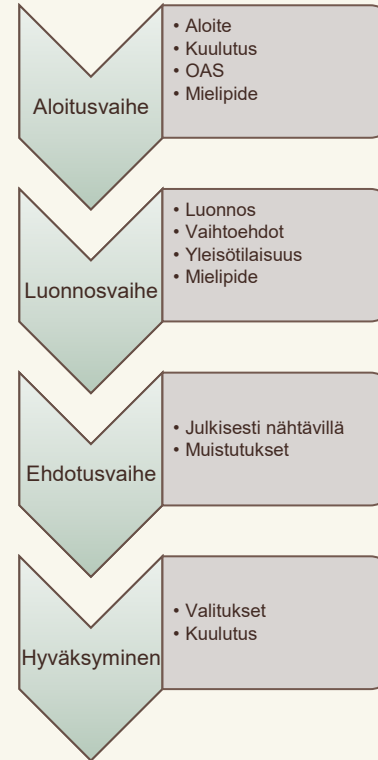 Aloitusvaihe
• Aloite
• Kuulutus
• OAS
• Mielipide
Luonnosvaihe
• Luonnos
• Vaihtoehdot
• Yleisötilaisuus
• Mielipide
Ehdotusvaihe
• Julkisesti nähtävillä
• Muistutukset
Hyväksyminen
• Valitukset
• Kuulutus